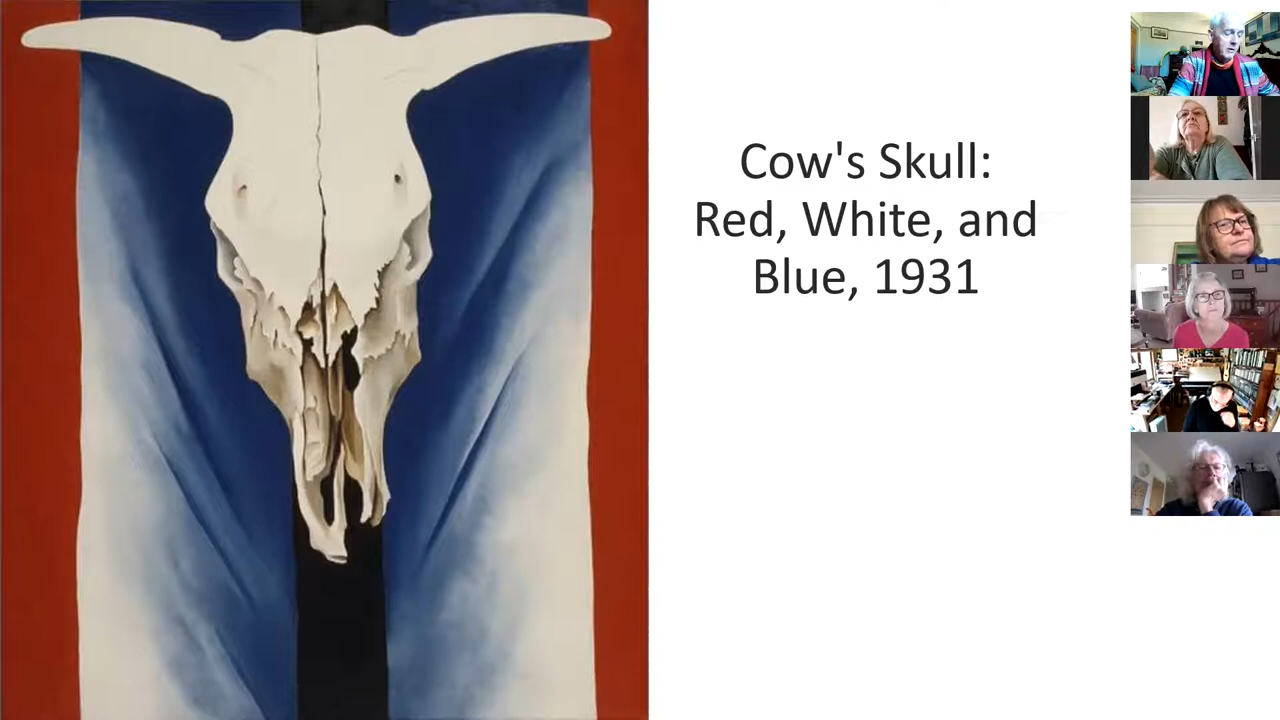 Cow's Skull:
Red, White, and
Blue, 1931